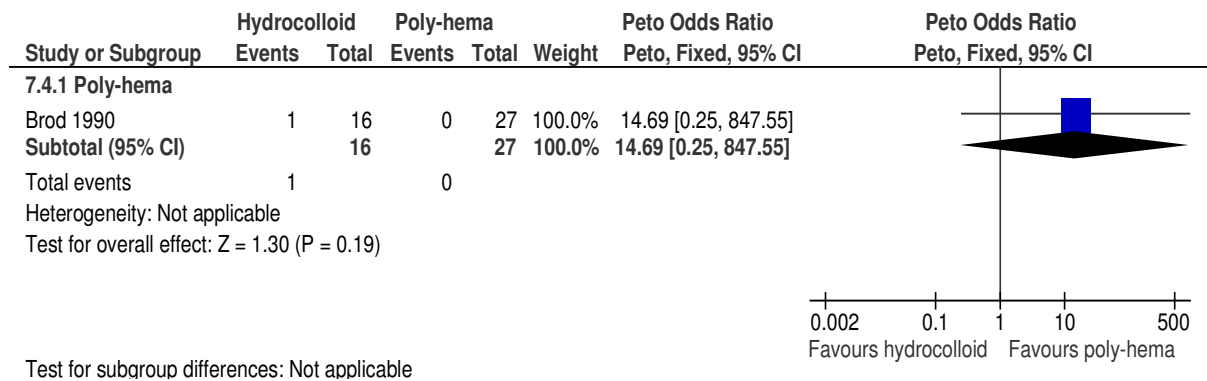 Hydrocolloid Poly-hema Peto Odds Ratio Peto Odds Ratio
Study or Subgroup Events Total Events Total Weight Peto, Fixed, 95% CI Peto, Fixed, 95% CI
7.4.1 Poly-hema
Brod 1990 1 16 0 27 100.0% 14.69 [0.25, 847.55]
Subtotal (95% CI) 16 27 100.0% 14.69 [0.25, 847.55]
Total events 1 0
Heterogeneity: Not applicable
Test for overall effect: Z = 1.30 (P = 0.19)
0.002 0.1 1 10 500
Favours hydrocolloid Favours poly-hema
Test for subgroup differences: Not applicable